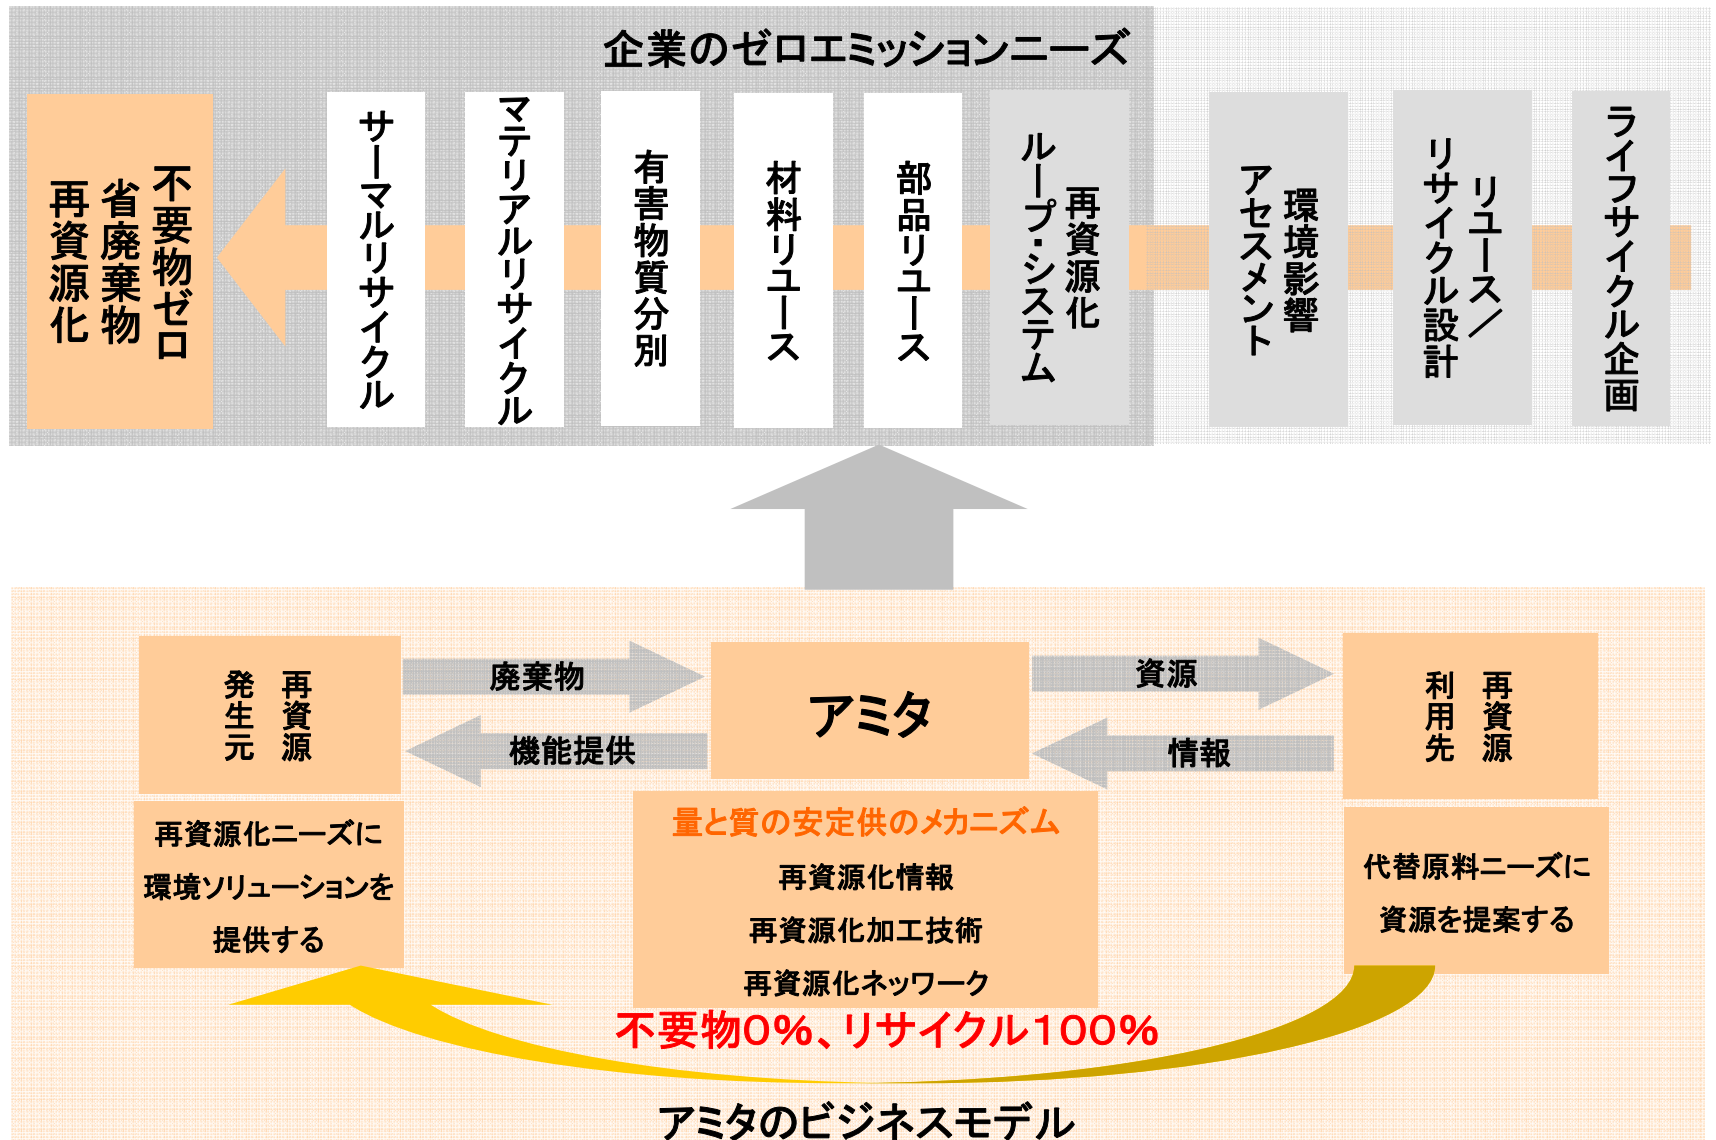 企業のゼロエミッションニーズ
不要物ゼロ
省廃棄物
再資源化
サーマルリサイクル
マテリアルリサイクル
有害物質分別
材料リユース
部品リユース
再資源化
ループ・システム
環境影響
アセスメント
リユース／
リサイクル設計
ライフサイクル企画
再資源
発生元
廃棄物
機能提供
アミタ
資源
情報
再資源
利用先
再資源化ニーズに
環境ソリューションを
提供する
量と質の安定供のメカニズム
再資源化情報
再資源化加工技術
再資源化ネッワーク
代替原料ニーズに
資源を提案する
不要物０％、リサイクル１００％
アミタのビジネスモデル